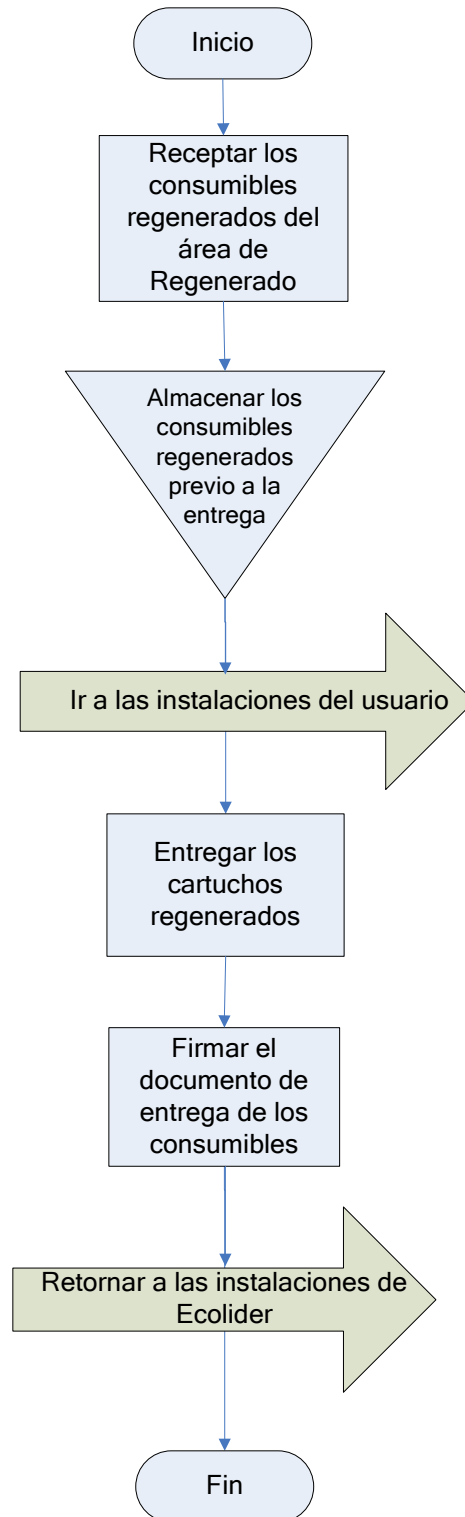 Inicio
Receptar los
consumibles
regenerados del
área de
Regenerado
Almacenar los
consumibles
regenerados
previo a la
entrega
Ir a las instalaciones del usuario
Entregar los
cartuchos
regenerados
Firmar el
documento de
entrega de los
consumibles
Retornar a las instalaciones de
Ecolider
Fin